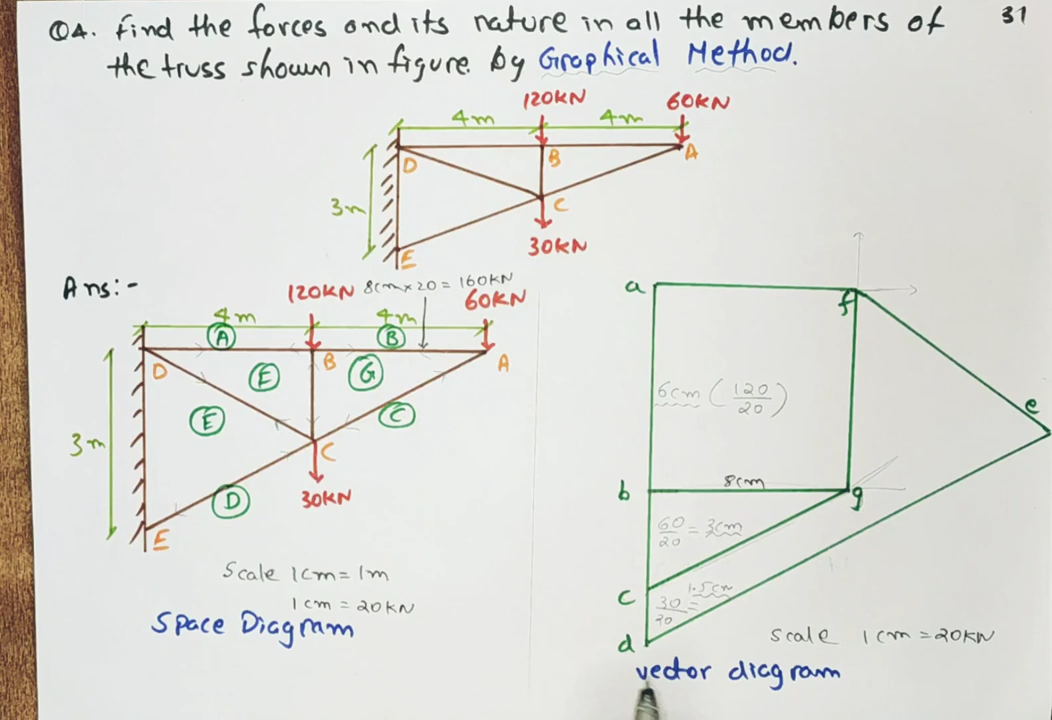 Q4. Find the forces and its nature in all the members of 31
the truss shown in figure by Graphical Method.
120KN 60KN
4m 4m
D B A
3m
C
30KN
E
Ans:-
120KN 8cm×20 = 160KN
60KN
4m 4m
A B
D B A
E G
E C
3m C
D 30KN
E
Scale 1cm = 1m
1cm = 20KN
Space Diagram
a f
6cm (120/20)
e
b 8cm g
60/20 = 3cm
c 30/20 = 1.5cm
d
Scale 1cm = 20KN
vector diagram